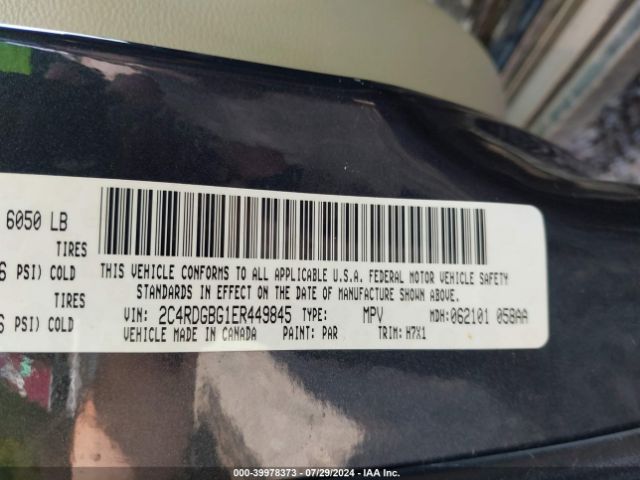 6050 LB
TIRES
6 PSI) COLD
TIRES
6 PSI) COLD
THIS VEHICLE CONFORMS TO ALL APPLICABLE U.S.A. FEDERAL MOTOR VEHICLE SAFETY
STANDARDS IN EFFECT ON THE DATE OF MANUFACTURE SHOWN ABOVE.
VIN: 2C4RDGBG1ER449845 TYPE: MPV MDH: 062101 058AA
VEHICLE MADE IN CANADA PAINT: PAR TRIM: H7X1
000-39978373 / 07/29/2024 - IAA Inc.